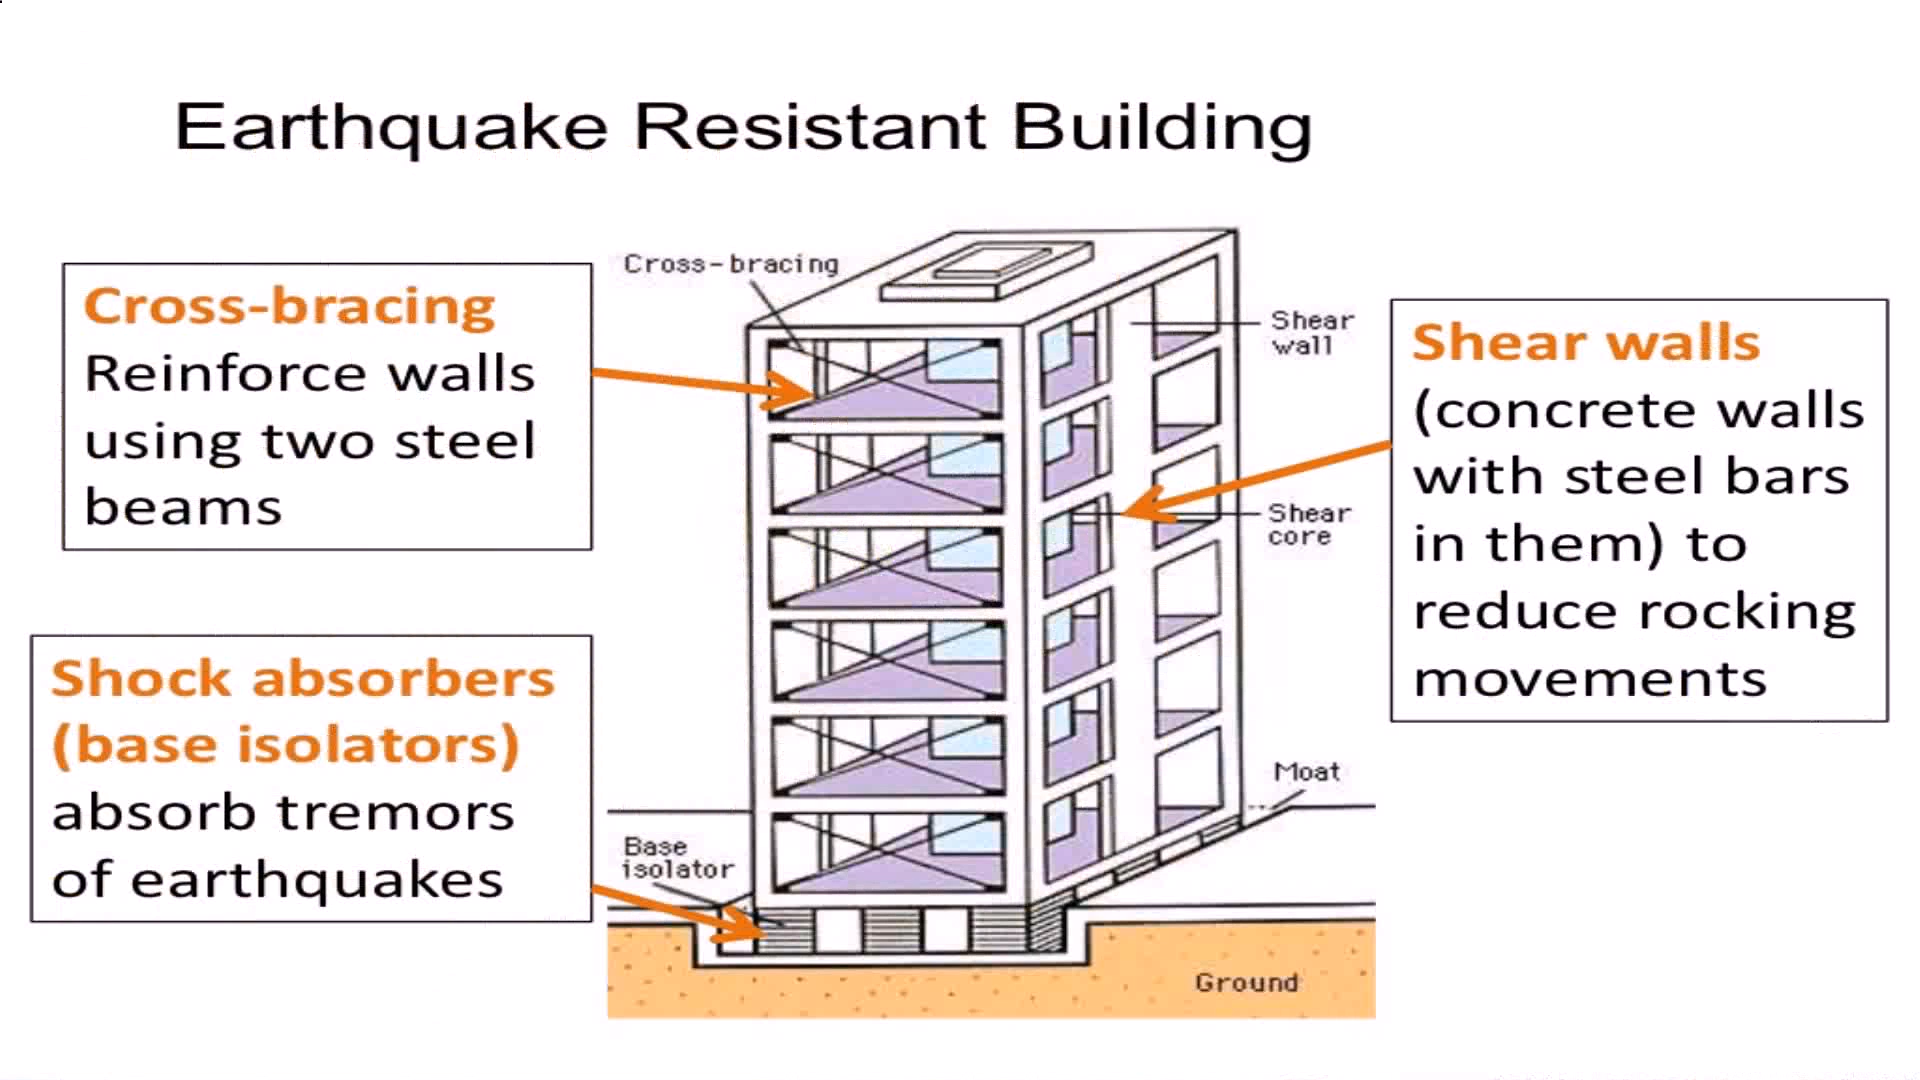 Earthquake Resistant Building
Cross-bracing
Reinforce walls
using two steel
beams
Shock absorbers
(base isolators)
absorb tremors
of earthquakes
Cross-bracing
Shear
wall
Shear
core
Moat
Base
isolator
Ground
Shear walls
(concrete walls
with steel bars
in them) to
reduce rocking
movements